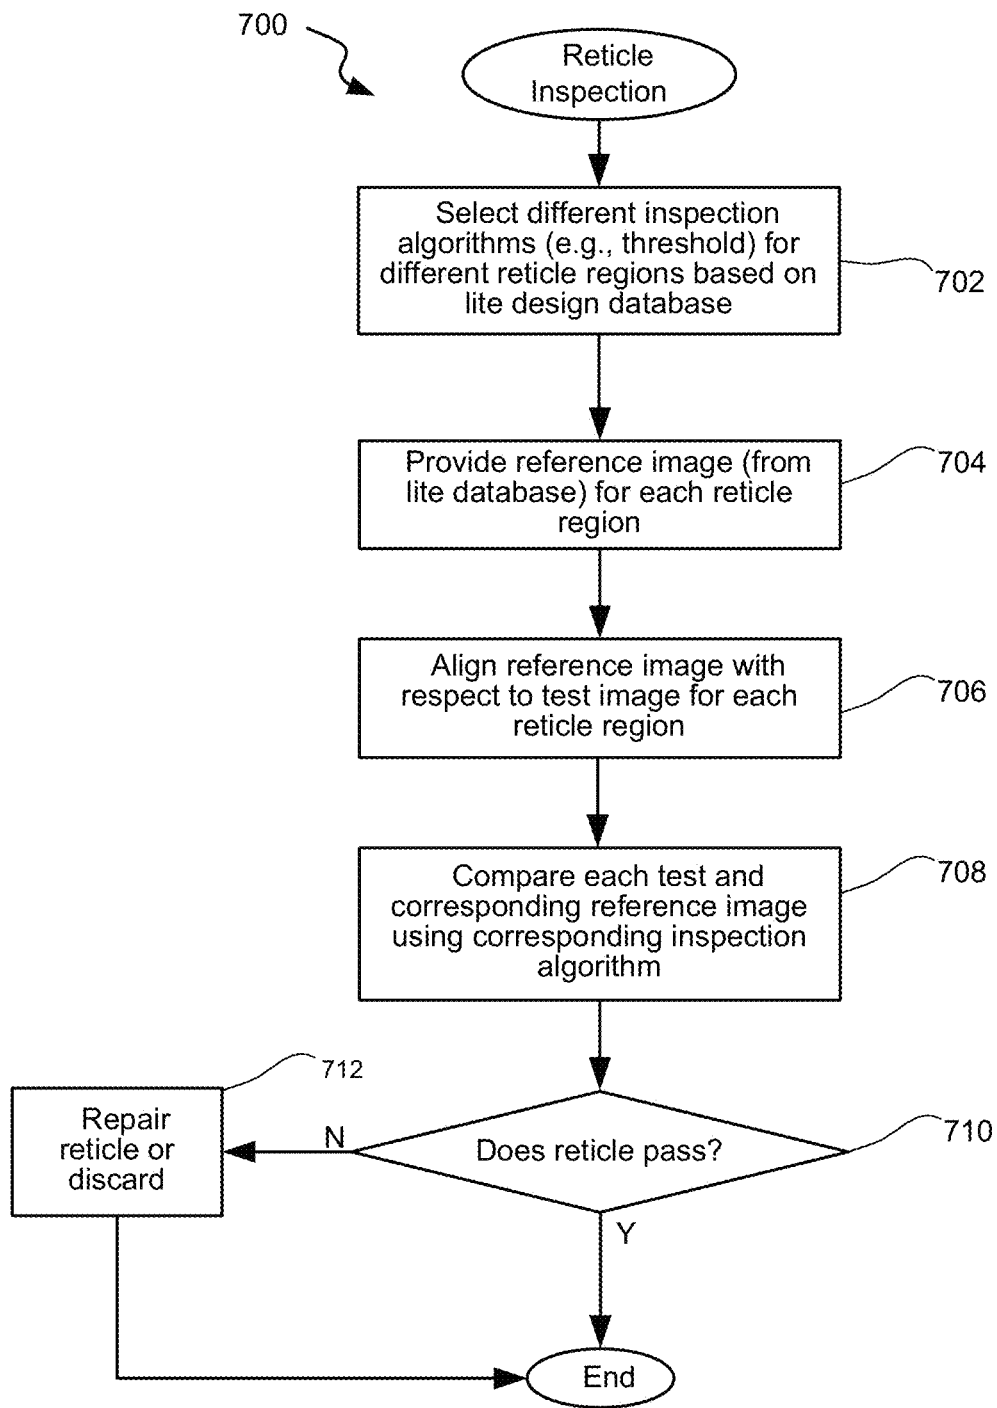 700
Reticle
Inspection
Select different inspection
algorithms (e.g., threshold) for
different reticle regions based on
lite design database
702
Provide reference image (from
lite database) for each reticle
region
704
Align reference image with
respect to test image for each
reticle region
706
Compare each test and
corresponding reference image
using corresponding inspection
algorithm
708
712
Repair
reticle or
discard
N
Does reticle pass?
710
Y
End